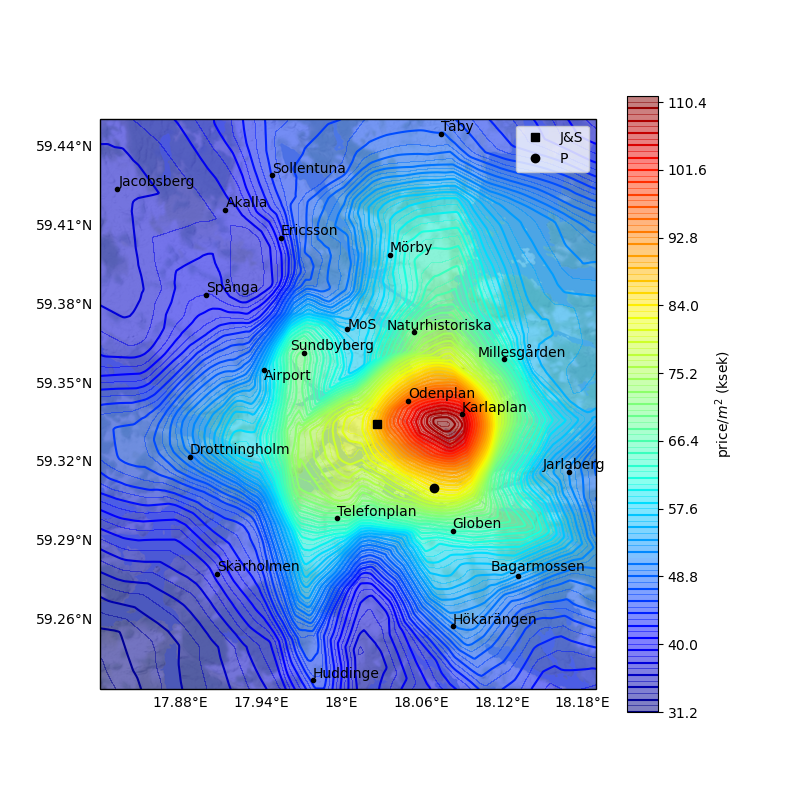 110.4
Täby
J&S
59.44°N
P
Sollentuna
101.6
Jacobsberg
Akalla
59.41°N
Ericsson
92.8
Mörby
Spånga
59.38°N
84.0
MoS
Naturhistoriska
Sundbyberg
Millesgården
Airport
75.2
59.35°N
Odenplan
Karlaplan
price/m² (ksek)
66.4
Drottningholm
59.32°N
Jarlaberg
57.6
Telefonplan
Globen
59.29°N
Skärholmen
Bagarmossen
48.8
59.26°N
Hökarängen
40.0
Huddinge
17.88°E
17.94°E
18°E
18.06°E
18.12°E
18.18°E
31.2